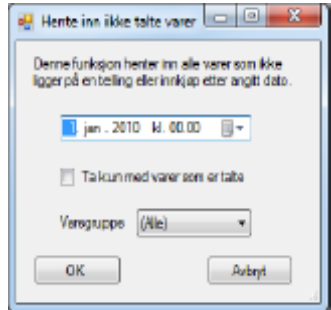 Hente inn ikke talte varer
Denne funksjon henter inn alle varer som ikke
ligger på en telling eller innkjøp etter angitt dato.
1. jan . 2010 kl. 00.00
Ta kun med varer som er talte
Varegruppe (Alle)
OK Avbryt